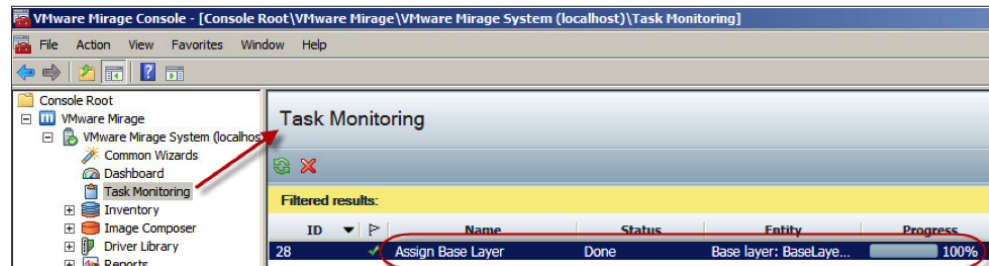 VMware Mirage Console - [Console Root\VMware Mirage\VMware Mirage System (localhost)\Task Monitoring]
File Action View Favorites Window Help
Console Root
VMware Mirage
VMware Mirage System (localhos
Common Wizards
Dashboard
Task Monitoring
Inventory
Image Composer
Driver Library
Reports
Task Monitoring
Filtered results:
ID Name Status Entity Progress
28 Assign Base Layer Done Base layer: BaseLaye... 100%